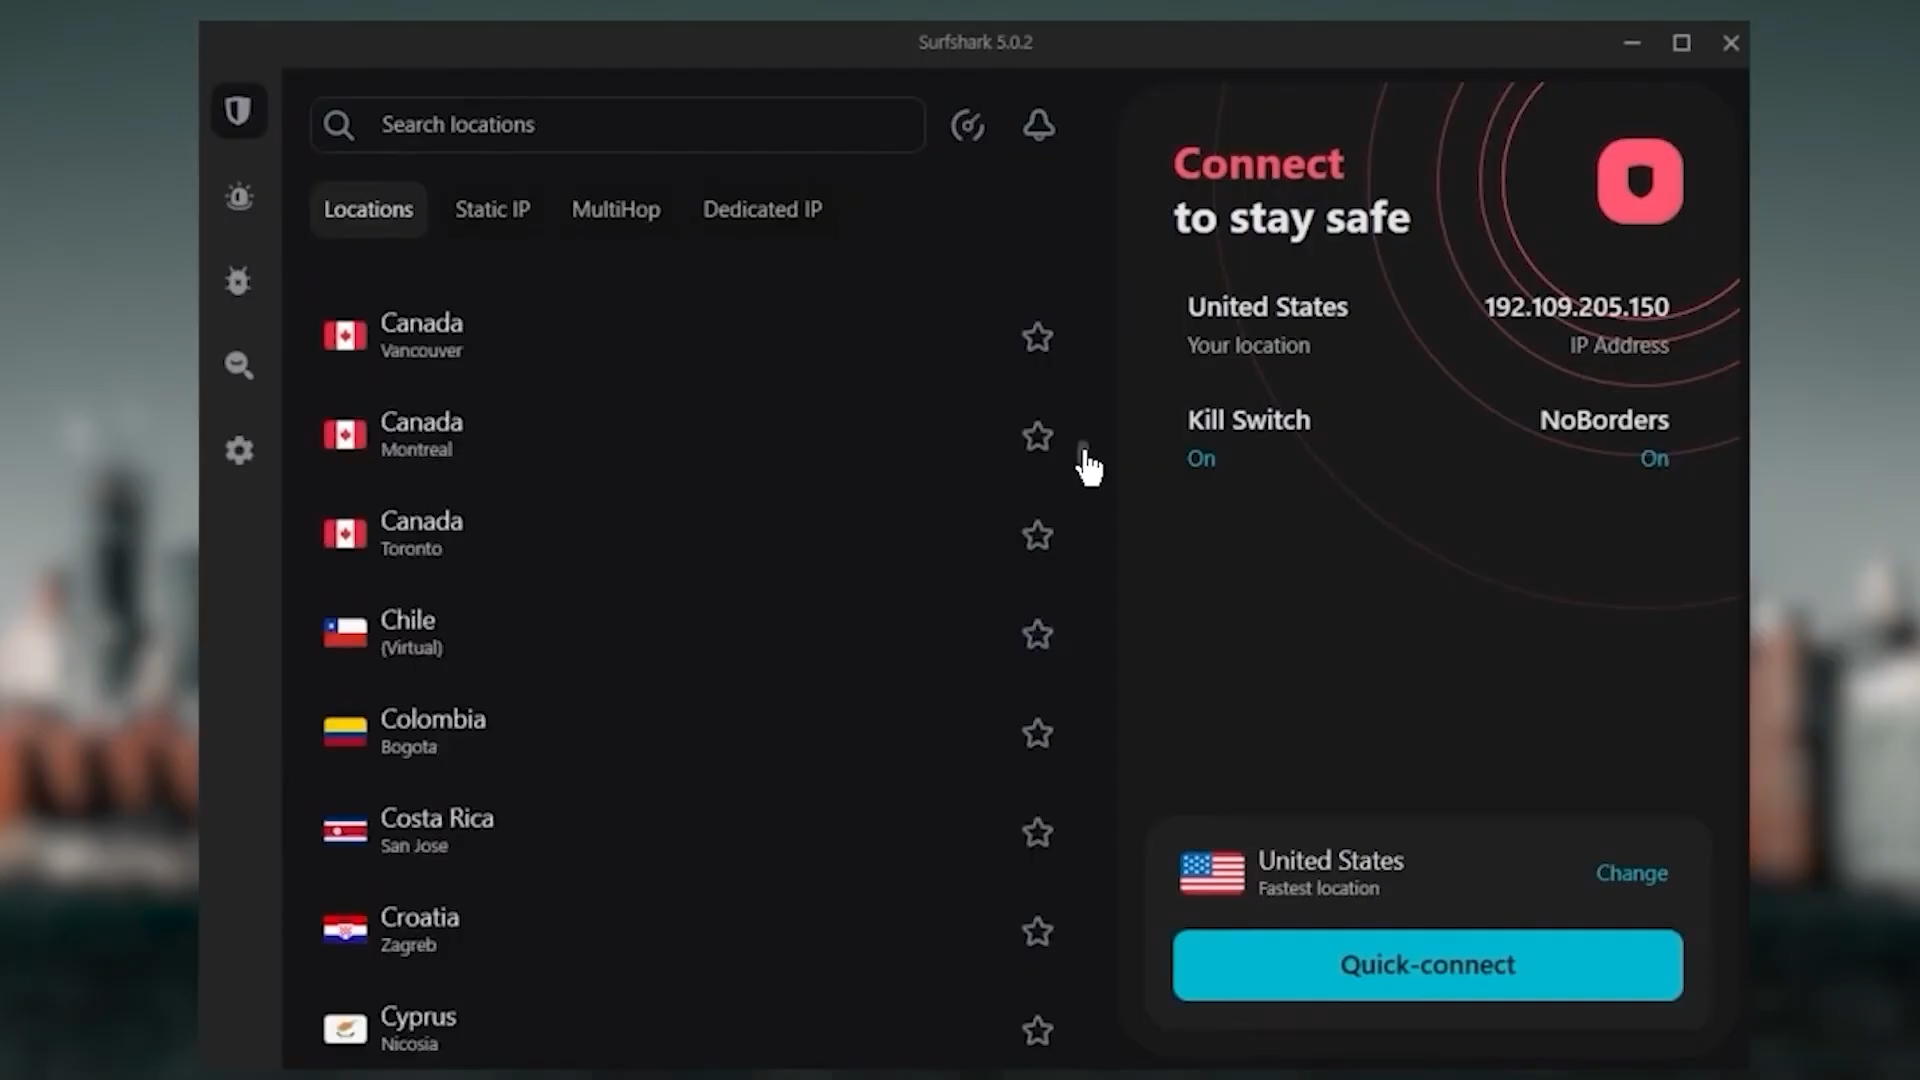 Surfshark 5.0.2
Search locations
Locations
Static IP
MultiHop
Dedicated IP
Canada
Vancouver
Canada
Montreal
Canada
Toronto
Chile
(Virtual)
Colombia
Bogota
Costa Rica
San Jose
Croatia
Zagreb
Cyprus
Nicosia
Connect
to stay safe
United States
192.109.205.150
Your location
IP Address
Kill Switch
NoBorders
On
On
United States
Fastest location
Change
Quick-connect